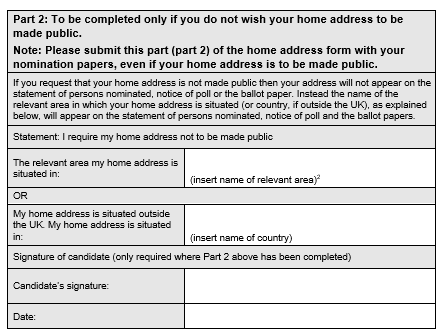 Part 2: To be completed only if you do not wish your home address to be
made public.
Note: Please submit this part (part 2) of the home address form with your
nomination papers, even if your home address is to be made public.
If you request that your home address is not made public then your address will not appear on the
statement of persons nominated, notice of poll or the ballot paper. Instead the name of the
relevant area in which your home address is situated (or country, if outside the UK), as explained
below, will appear on the statement of persons nominated, notice of poll and the ballot papers.
Statement: I require my home address not to be made public
The relevant area my home address is
situated in:
(insert name of relevant area)²
OR
My home address is situated outside
the UK. My home address is situated
in:
(insert name of country)
Signature of candidate (only required where Part 2 above has been completed)
Candidate's signature:
Date: